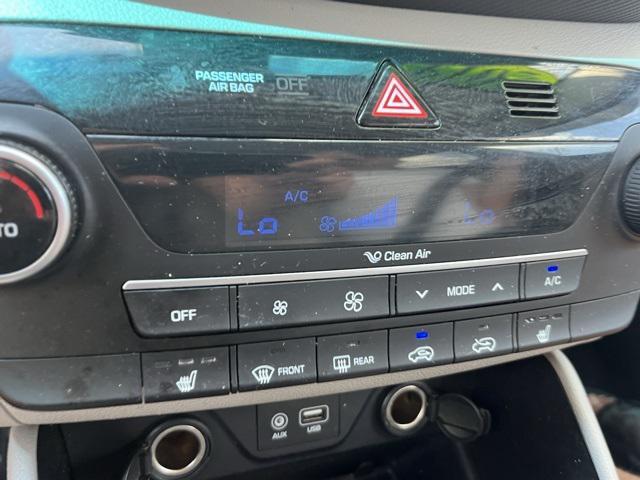 PASSENGER
AIR BAG
OFF
A/C
Lo
Lo
Clean Air
OFF
MODE
A/C
FRONT
REAR
AUX
USB